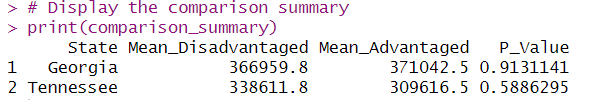 > # Display the comparison summary
> print(comparison_summary)
      State Mean_Disadvantaged Mean_Advantaged   P_Value
1   Georgia           366959.8        371042.5 0.9131141
2 Tennessee           338611.8        309616.5 0.5886295